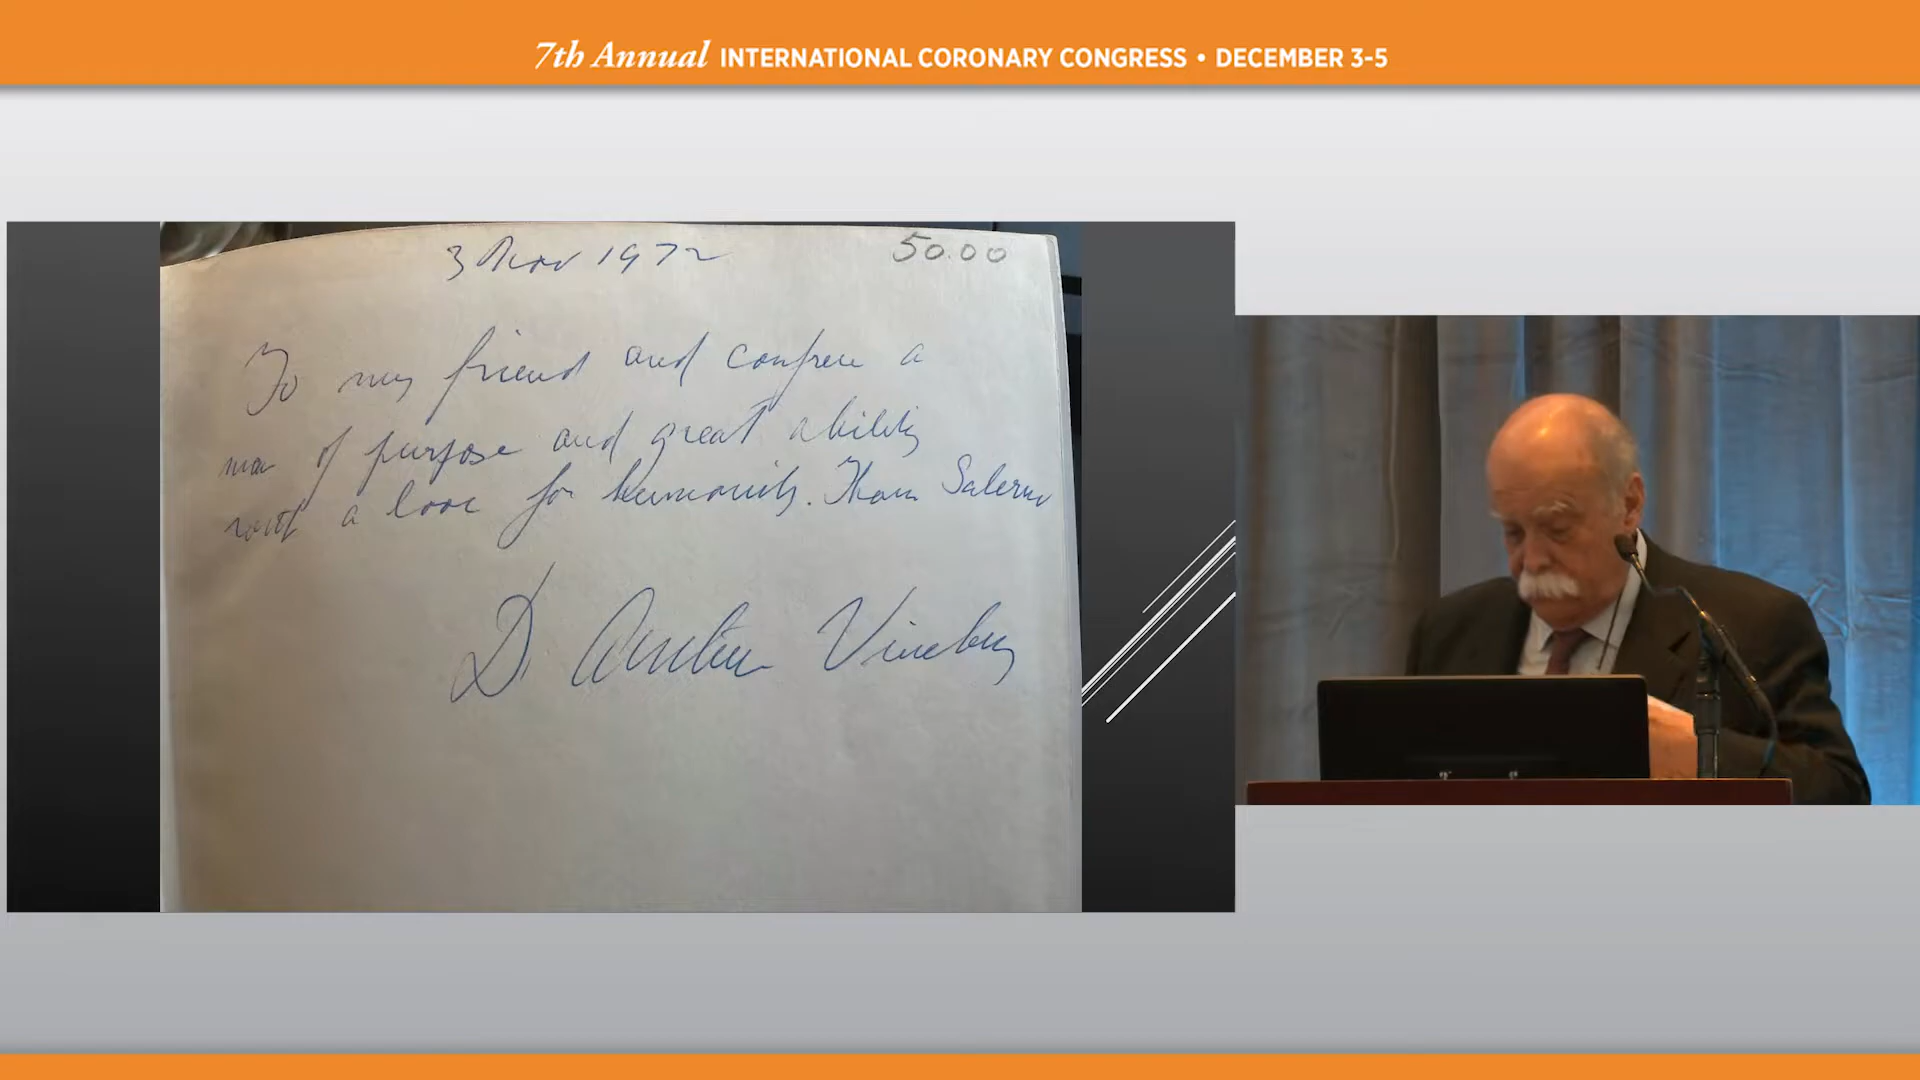 7th Annual INTERNATIONAL CORONARY CONGRESS • DECEMBER 3-5
3 Nov 1972 50.00
To my friend and confrere a
man of purpose and great ability
with a love for humanity. Salerno
Dr Arthur Vineberg